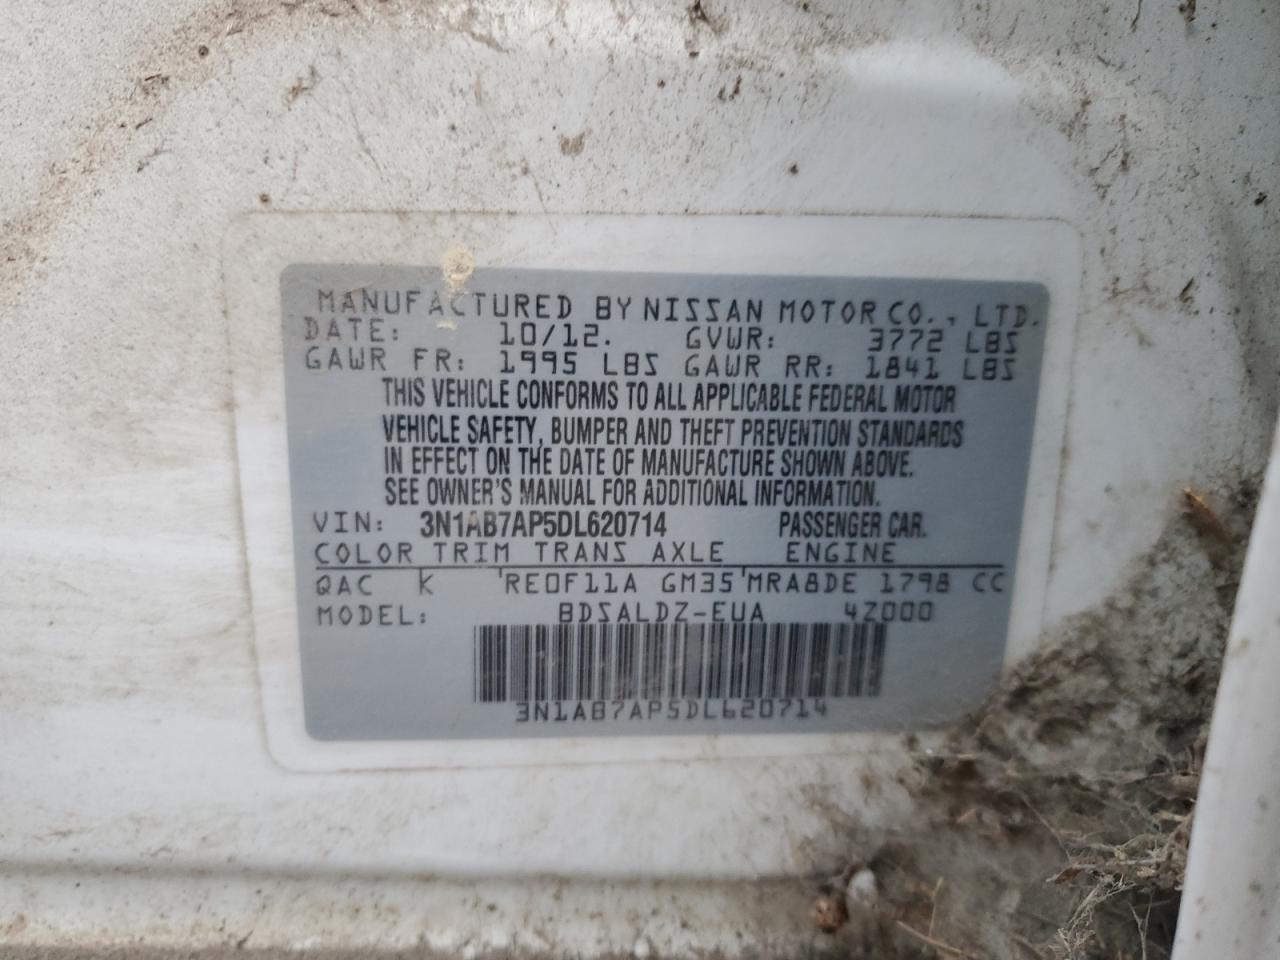 MANUFACTURED BY NISSAN MOTOR CO., LTD.
DATE: 10/12. GVWR: 3772 LBS
GAWR FR: 1995 LBS GAWR RR: 1841 LBS
THIS VEHICLE CONFORMS TO ALL APPLICABLE FEDERAL MOTOR
VEHICLE SAFETY, BUMPER AND THEFT PREVENTION STANDARDS
IN EFFECT ON THE DATE OF MANUFACTURE SHOWN ABOVE.
SEE OWNER'S MANUAL FOR ADDITIONAL INFORMATION.
VIN: 3N1AB7AP5DL620714 PASSENGER CAR.
COLOR TRIM TRANS AXLE ENGINE
QAC K 'RE0F11A GM35'MRA8DE 1798 CC
MODEL: BDSALDZ-EUA 4Z000
3N1AB7AP5DL620714